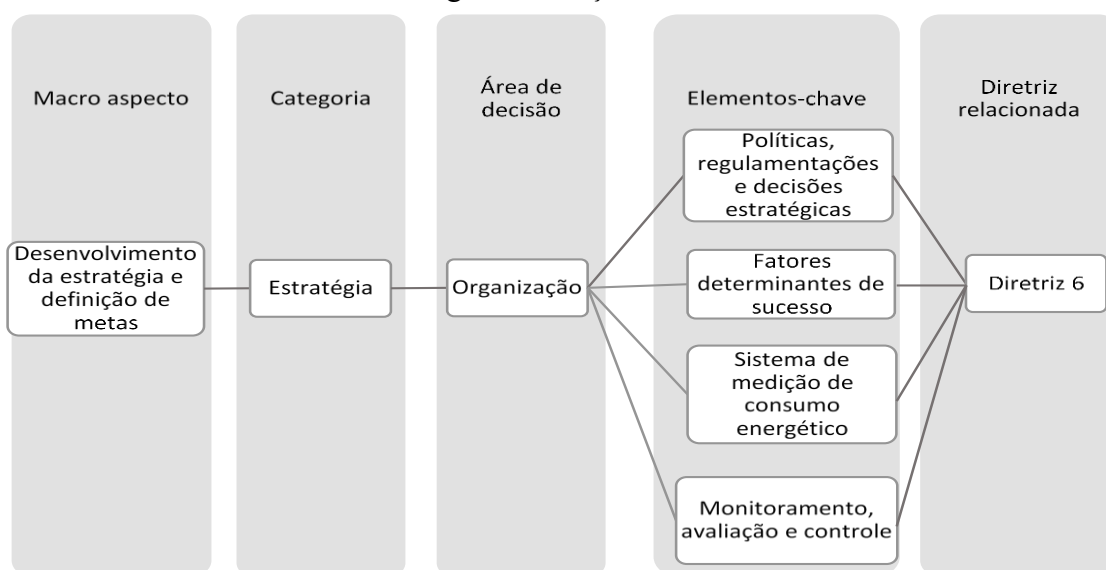 Macro aspecto
Categoria
Área de
decisão
Elementos-chave
Diretriz
relacionada
Desenvolvimento
da estratégia e
definição de
metas
Estratégia
Organização
Políticas,
regulamentações
e decisões
estratégicas
Fatores
determinantes de
sucesso
Sistema de
medição de
consumo
energético
Monitoramento,
avaliação e controle
Diretriz 6